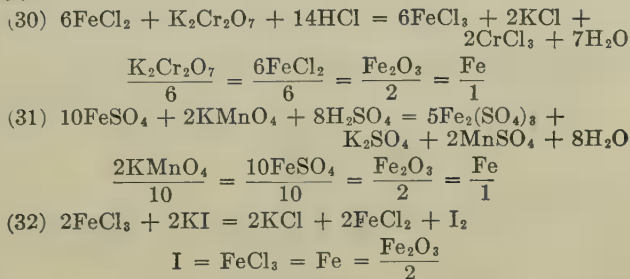 (30) 6FeCl₂ + K₂Cr₂O₇ + 14HCl = 6FeCl₃ + 2KCl +
2CrCl₃ + 7H₂O
K₂Cr₂O₇/6 = 6FeCl₂/6 = Fe₂O₃/2 = Fe/1
(31) 10FeSO₄ + 2KMnO₄ + 8H₂SO₄ = 5Fe₂(SO₄)₃ +
K₂SO₄ + 2MnSO₄ + 8H₂O
2KMnO₄/10 = 10FeSO₄/10 = Fe₂O₃/2 = Fe/1
(32) 2FeCl₃ + 2KI = 2KCl + 2FeCl₂ + I₂
I = FeCl₃ = Fe = Fe₂O₃/2